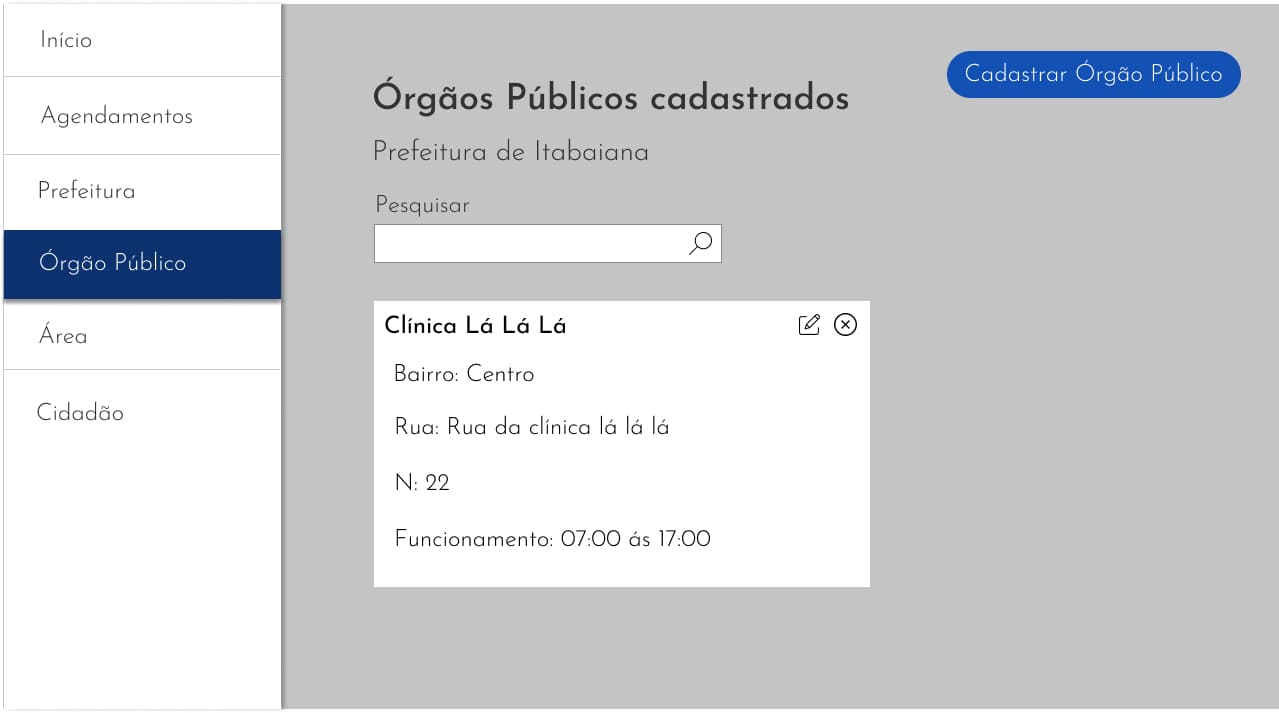 Início
Agendamentos
Prefeitura
Órgão Público
Área
Cidadão
Cadastrar Órgão Público
Órgãos Públicos cadastrados
Prefeitura de Itabaiana
Pesquisar
Clínica Lá Lá Lá
Bairro: Centro
Rua: Rua da clínica lá lá lá
N: 22
Funcionamento: 07:00 ás 17:00